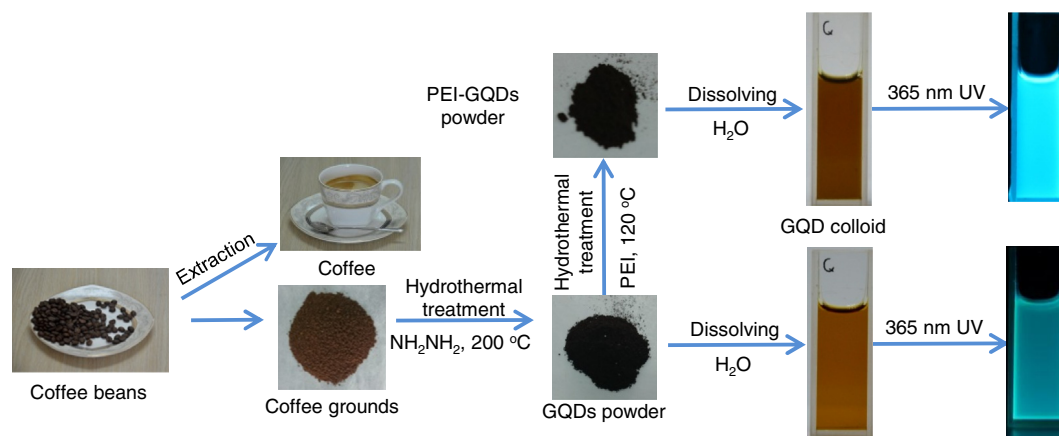 PEI-GQDs
powder
Dissolving
H₂O
365 nm UV
GQD colloid
Hydrothermal
treatment
PEI, 120 °C
Extraction
Coffee
Coffee beans
Coffee grounds
Hydrothermal
treatment
NH₂NH₂, 200 °C
GQDs powder
Dissolving
H₂O
365 nm UV